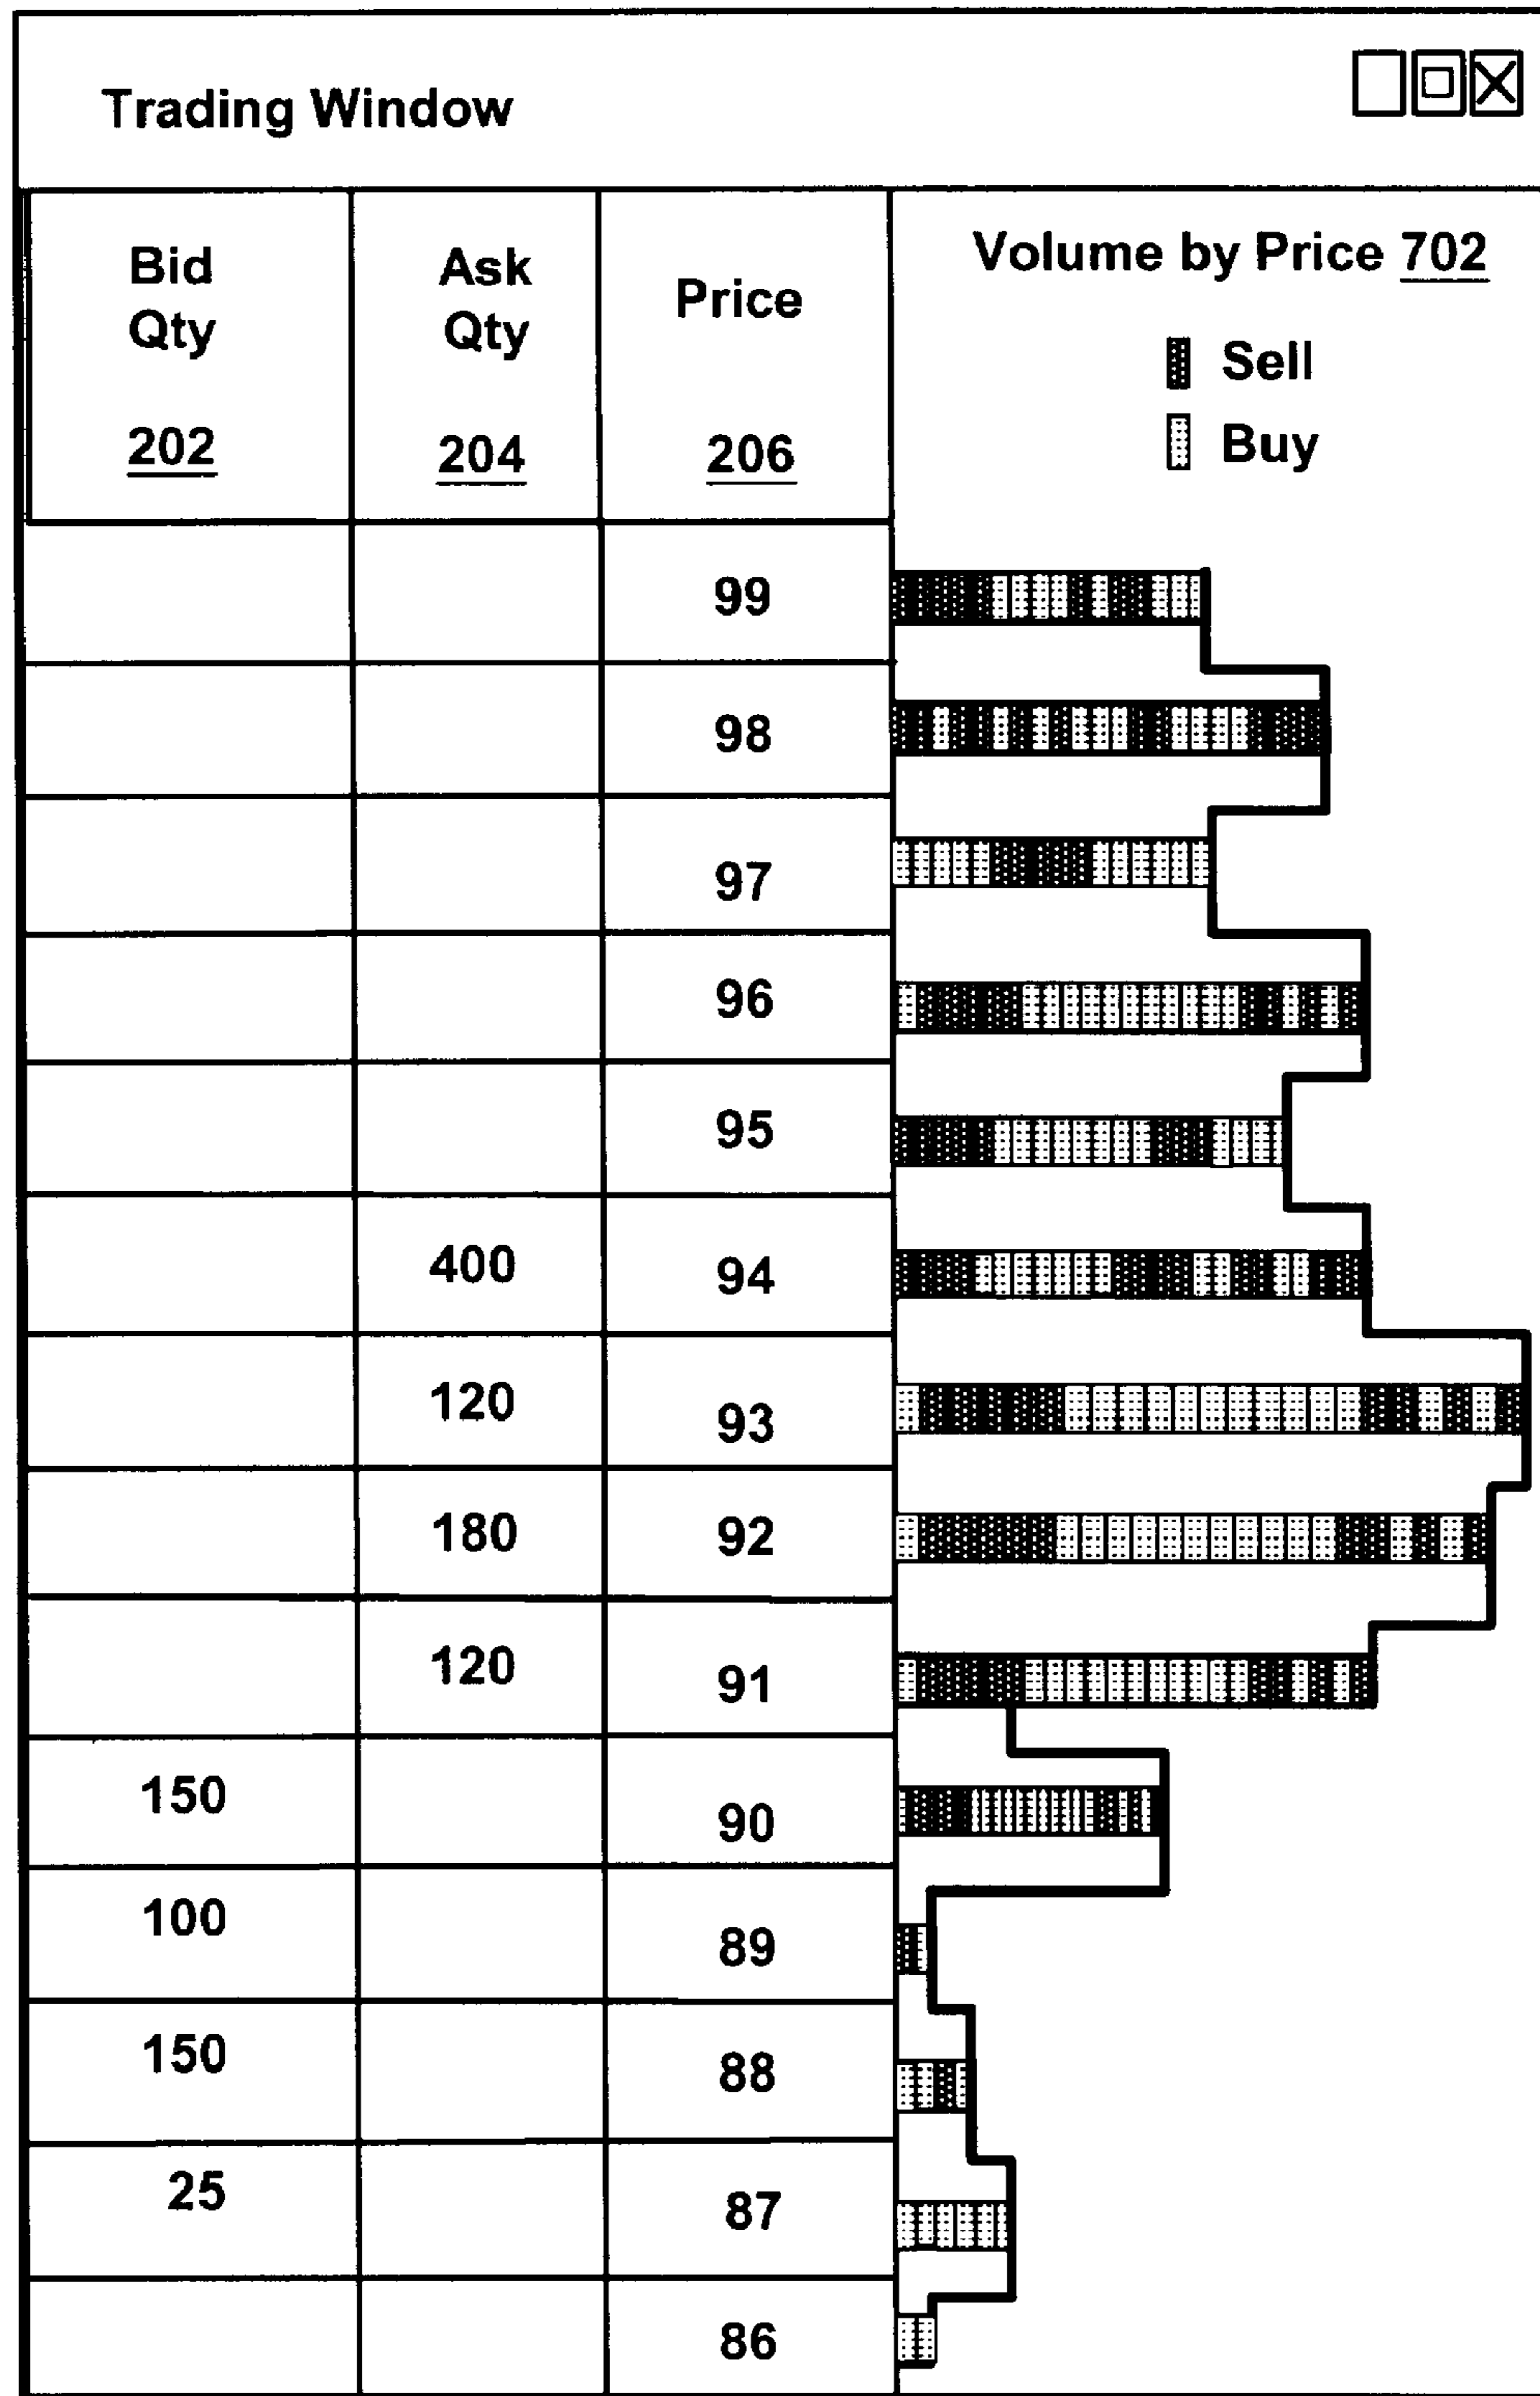 Trading Window
Bid
Qty
202
Ask
Qty
204
Price
206
Volume by Price 702
Sell
Buy
99
98
97
96
95
400 94
120 93
180 92
120 91
150 90
100 89
150 88
25 87
86